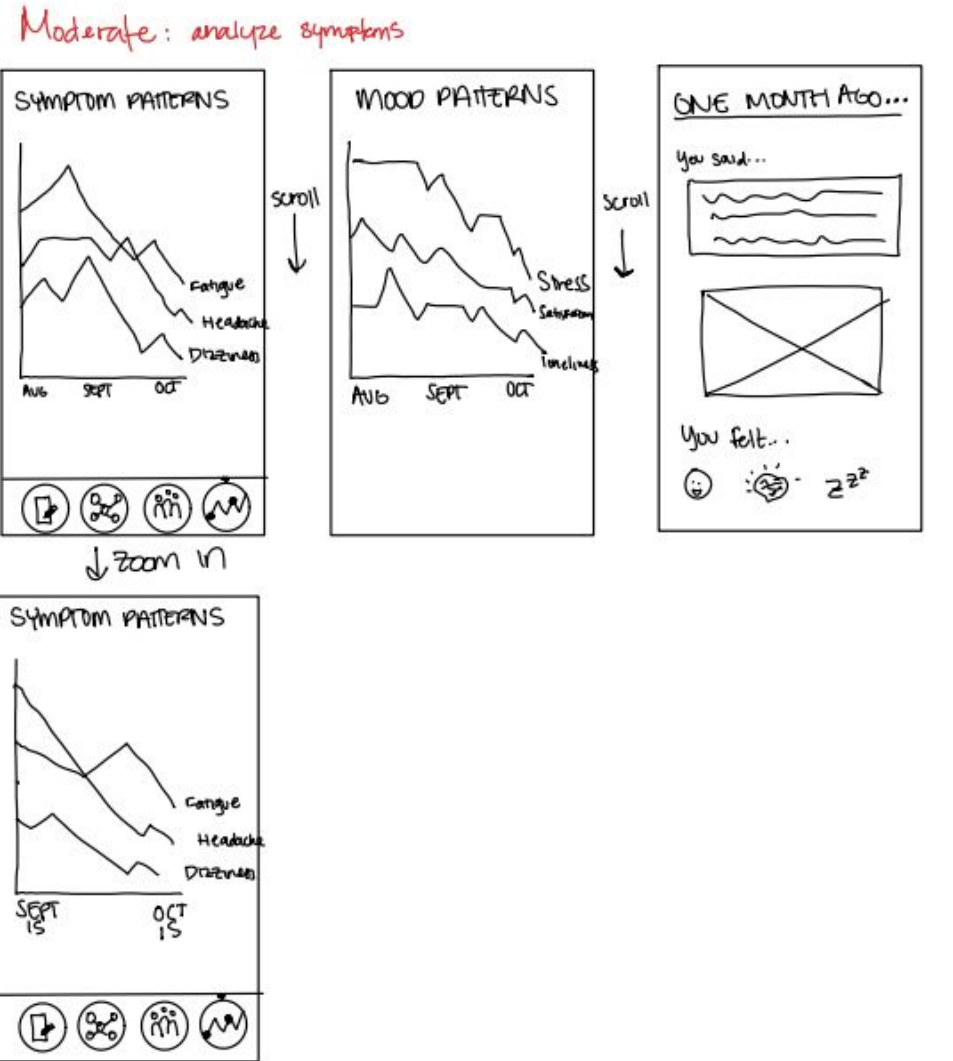 Moderate: analyze symptoms
SYMPTOM PATTERNS
Fatigue
Headache
Dizziness
AUG SEPT OCT
scroll
MOOD PATTERNS
Stress
Satisfaction
loneliness
AUG SEPT OCT
scroll
ONE MONTH AGO...
You said...
You felt...
zzz
zoom in
SYMPTOM PATTERNS
Fatigue
Headache
Dizziness
SEPT 15
OCT 15